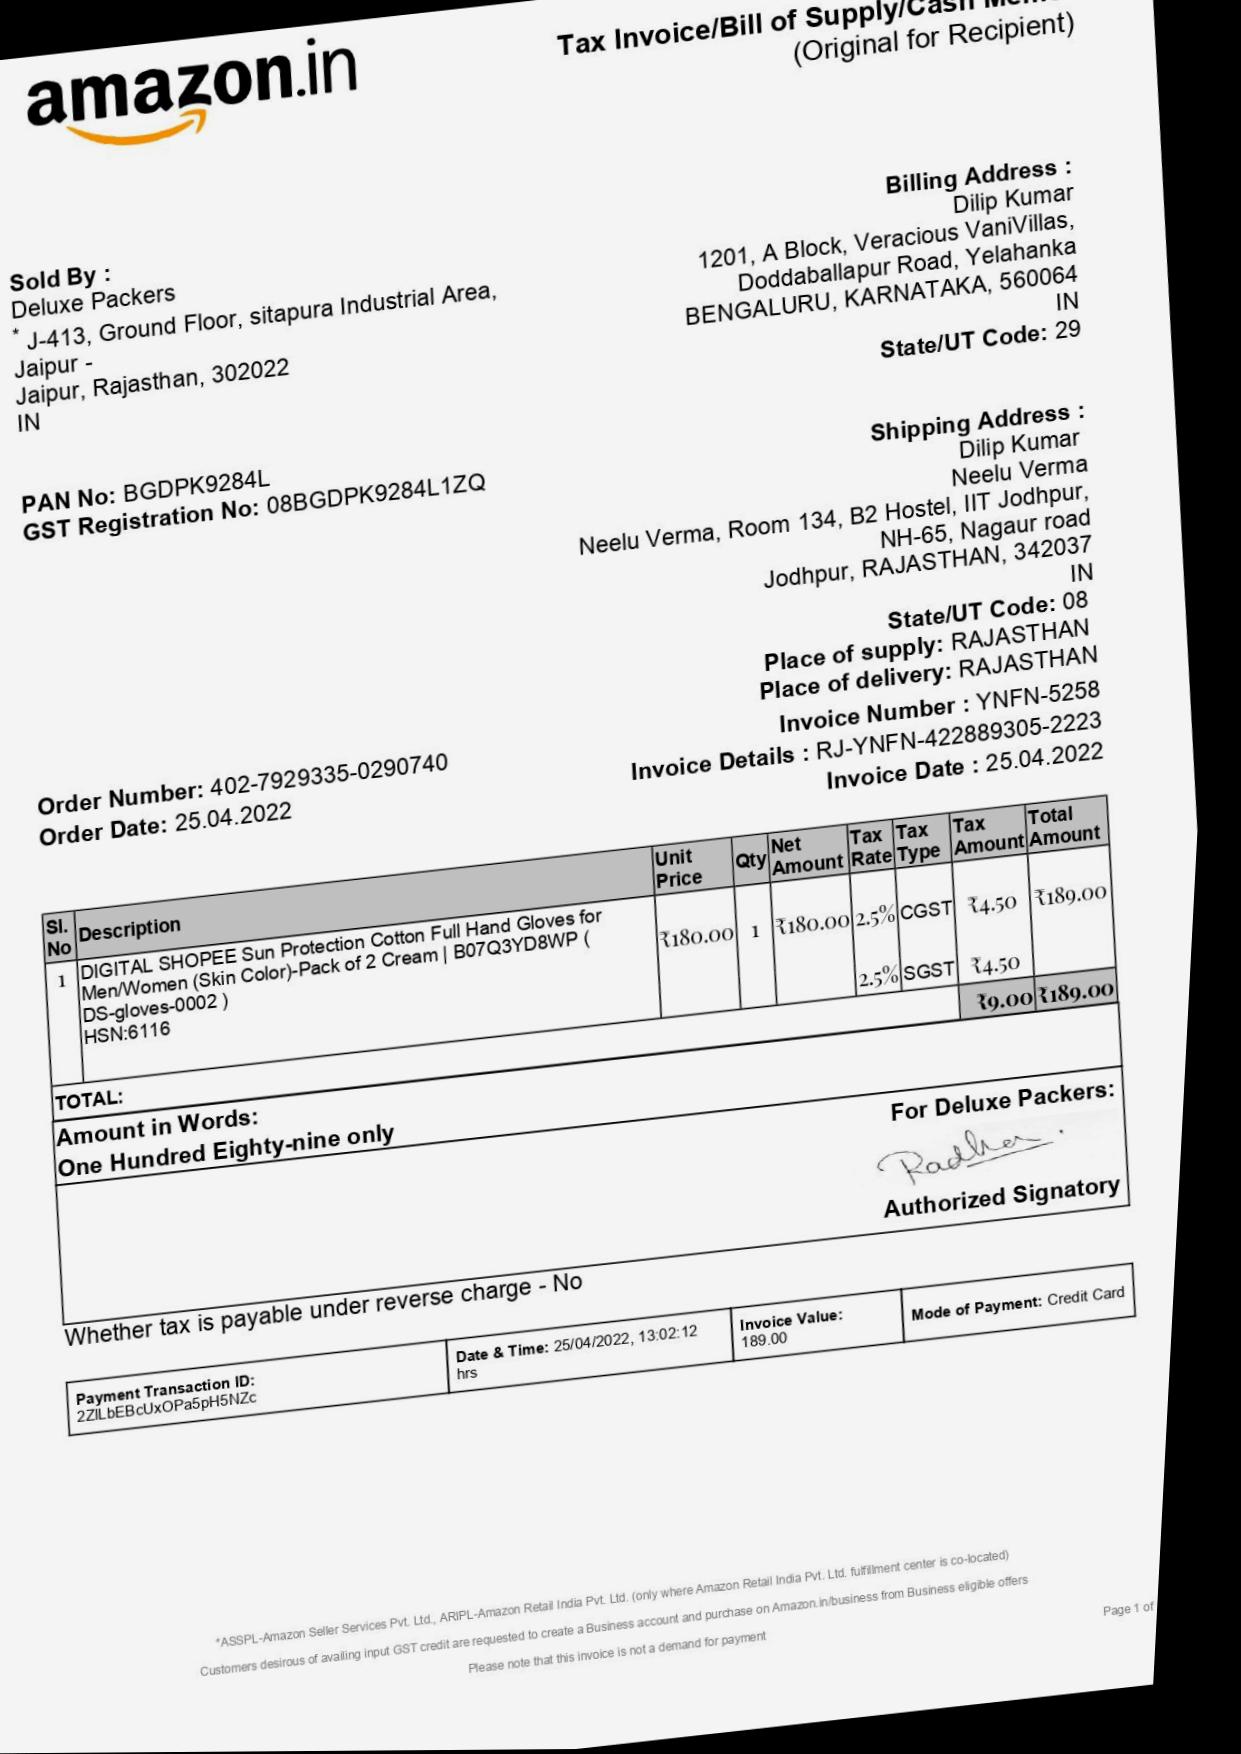 amazon.in
Tax Invoice/Bill of Supply/Cash
(Original for Recipient)
Sold By :
Deluxe Packers
* J-413, Ground Floor, sitapura Industrial Area,
Jaipur -
Jaipur, Rajasthan, 302022
IN
PAN No: BGDPK9284L
GST Registration No: 08BGDPK9284L1ZQ
Billing Address :
Dilip Kumar
1201, A Block, Veracious VaniVillas,
Doddaballapur Road, Yelahanka
BENGALURU, KARNATAKA, 560064
IN
State/UT Code: 29
Shipping Address :
Dilip Kumar
Neelu Verma
Neelu Verma, Room 134, B2 Hostel, IIT Jodhpur,
NH-65, Nagaur road
Jodhpur, RAJASTHAN, 342037
IN
State/UT Code: 08
Place of supply: RAJASTHAN
Place of delivery: RAJASTHAN
Invoice Number : YNFN-5258
Invoice Details : RJ-YNFN-422889305-2223
Invoice Date : 25.04.2022
Order Number: 402-7929335-0290740
Order Date: 25.04.2022
Sl. No Description Unit Price Qty Net Amount Tax Rate Tax Type Tax Amount Total Amount
1 DIGITAL SHOPEE Sun Protection Cotton Full Hand Gloves for ₹180.00 1 ₹180.00 2.5% CGST ₹4.50 ₹189.00
Men/Women (Skin Color)-Pack of 2 Cream | B07Q3YD8WP (
DS-gloves-0002 ) 2.5% SGST ₹4.50
HSN:6116
TOTAL: ₹9.00 ₹189.00
Amount in Words:
One Hundred Eighty-nine only
For Deluxe Packers:
Radher
Authorized Signatory
Whether tax is payable under reverse charge - No
Payment Transaction ID:
2ZILbEBcUxOPa5pH5NZc
Date & Time: 25/04/2022, 13:02:12
hrs
Invoice Value:
189.00
Mode of Payment: Credit Card
*ASSPL-Amazon Seller Services Pvt. Ltd., ARIPL-Amazon Retail India Pvt. Ltd. (only where Amazon Retail India Pvt. Ltd. fulfillment center is co-located)
Customers desirous of availing input GST credit are requested to create a Business account and purchase on Amazon.in/business from Business eligible offers
Please note that this invoice is not a demand for payment
Page 1 of